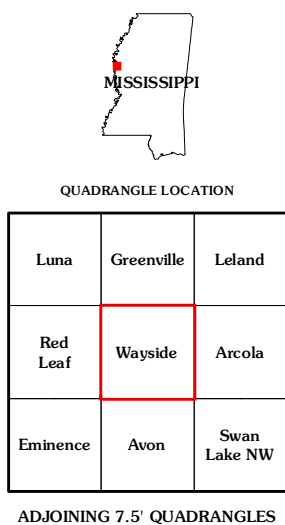 MISSISSIPPI
QUADRANGLE LOCATION
Luna Greenville Leland
Red
Leaf
Wayside Arcola
Eminence Avon
Swan
Lake NW
ADJOINING 7.5' QUADRANGLES